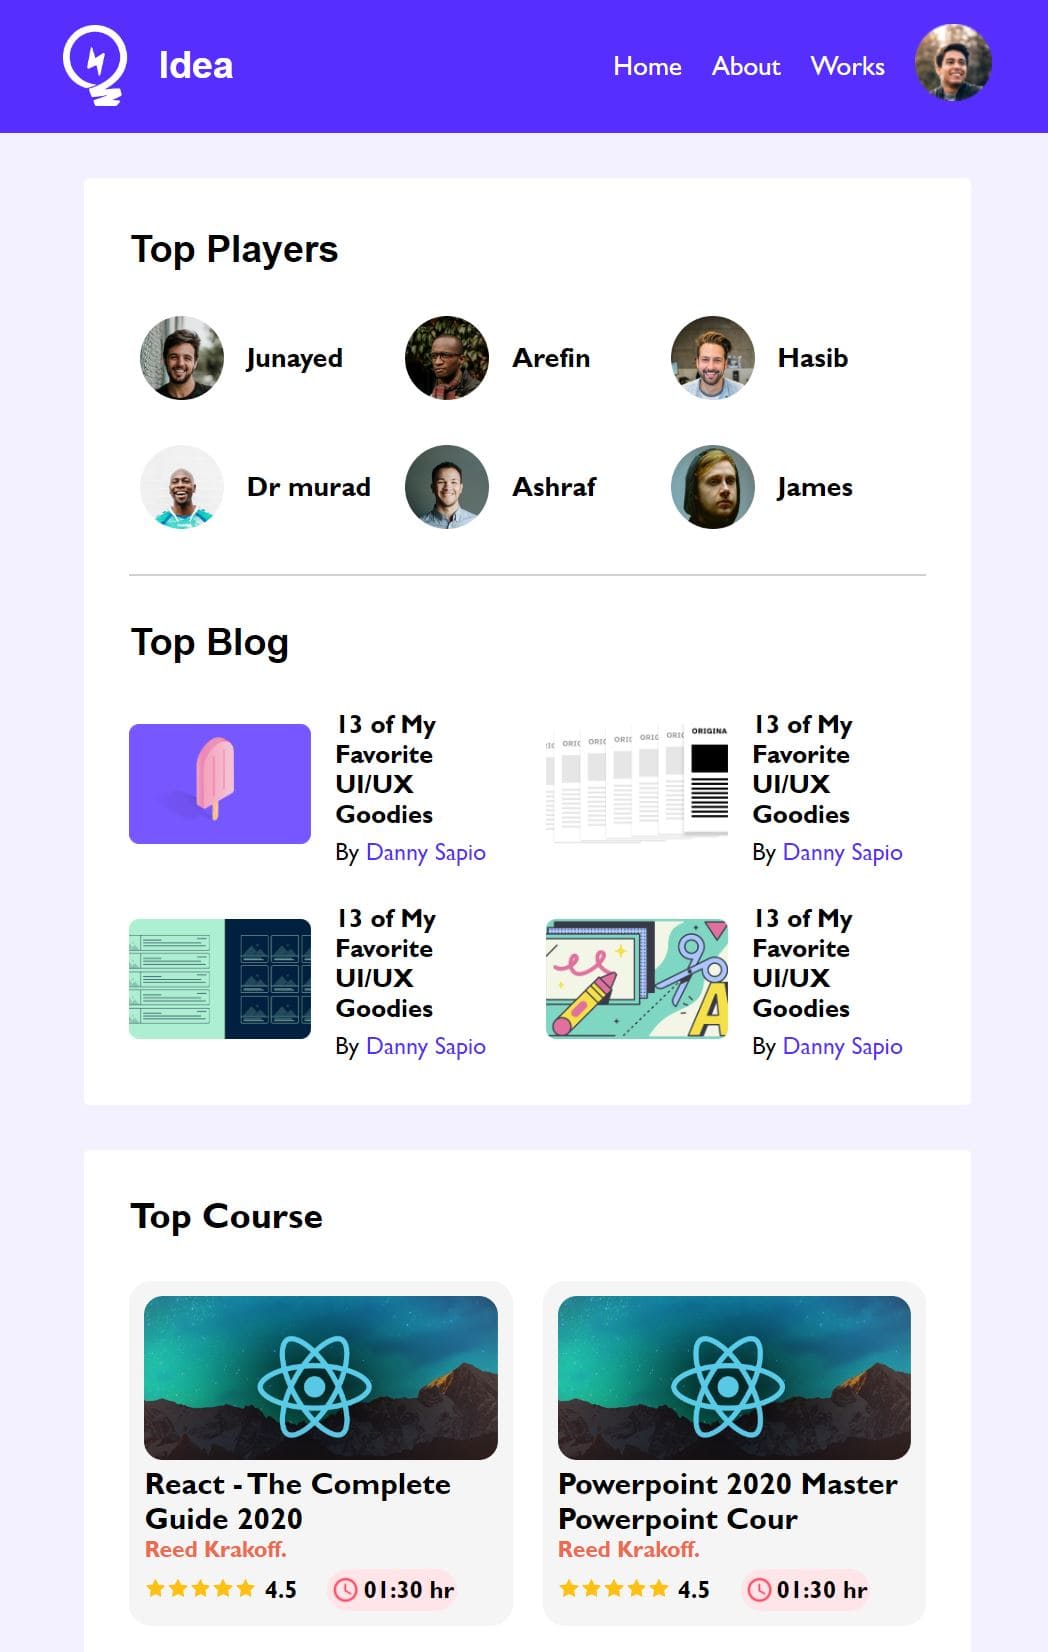 Idea
Home About Works
Top Players
Junayed
Arefin
Hasib
Dr murad
Ashraf
James
Top Blog
13 of My
Favorite
UI/UX
Goodies
By Danny Sapio
ORIGINA
13 of My
Favorite
UI/UX
Goodies
By Danny Sapio
13 of My
Favorite
UI/UX
Goodies
By Danny Sapio
A
13 of My
Favorite
UI/UX
Goodies
By Danny Sapio
Top Course
React - The Complete
Guide 2020
Reed Krakoff.
4.5 01:30 hr
Powerpoint 2020 Master
Powerpoint Cour
Reed Krakoff.
4.5 01:30 hr